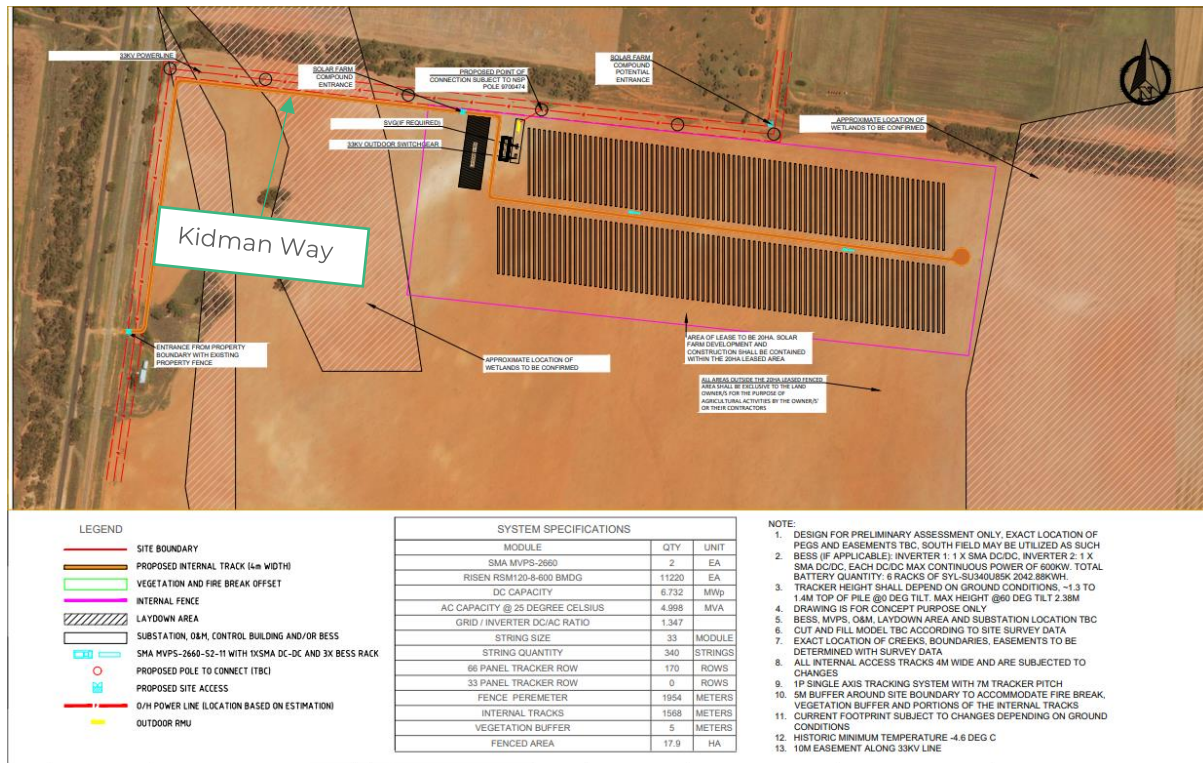 33KV POWERLINE
SOLAR FARM
COMPOUND
ENTRANCE
PROPOSED POINT OF
CONNECTION SUBJECT TO NSP
POLE 9700474
SOLAR FARM
COMPOUND
POTENTIAL
ENTRANCE
N
APPROXIMATE LOCATION OF
WETLANDS TO BE CONFIRMED
SVG(IF REQUIRED)
33KV OUTDOOR SWITCHGEAR
Kidman Way
ENTRANCE FROM PROPERTY
BOUNDARY WITH EXISTING
PROPERTY FENCE
APPROXIMATE LOCATION OF
WETLANDS TO BE CONFIRMED
AREA OF LEASE TO BE 20HA. SOLAR
FARM DEVELOPMENT AND
CONSTRUCTION SHALL BE CONTAINED
WITHIN THE 20HA LEASED AREA
ALL AREAS OUTSIDE THE 20HA LEASED FENCED
AREA SHALL BE EXCLUSIVE TO THE LAND
OWNER/S FOR THE PURPOSE OF
AGRICULTURAL ACTIVITIES BY THE OWNER/S'
OR THEIR CONTRACTORS
LEGEND
SITE BOUNDARY
PROPOSED INTERNAL TRACK (4m WIDTH)
VEGETATION AND FIRE BREAK OFFSET
INTERNAL FENCE
LAYDOWN AREA
SUBSTATION, O&M, CONTROL BUILDING AND/OR BESS
SMA MVPS-2660-S2-11 WITH 1XSMA DC-DC AND 3X BESS RACK
PROPOSED POLE TO CONNECT (TBC)
PROPOSED SITE ACCESS
O/H POWER LINE (LOCATION BASED ON ESTIMATION)
OUTDOOR RMU
SYSTEM SPECIFICATIONS
MODULE QTY UNIT
SMA MVPS-2660 2 EA
RISEN RSM120-8-600 BMDG 11220 EA
DC CAPACITY 6.732 MWp
AC CAPACITY @ 25 DEGREE CELSIUS 4.998 MVA
GRID / INVERTER DC/AC RATIO 1.347
STRING SIZE 33 MODULE
STRING QUANTITY 340 STRINGS
66 PANEL TRACKER ROW 170 ROWS
33 PANEL TRACKER ROW 0 ROWS
FENCE PEREMETER 1954 METERS
INTERNAL TRACKS 1568 METERS
VEGETATION BUFFER 5 METERS
FENCED AREA 17.9 HA
NOTE:
1. DESIGN FOR PRELIMINARY ASSESSMENT ONLY, EXACT LOCATION OF
PEGS AND EASEMENTS TBC, SOUTH FIELD MAY BE UTILIZED AS SUCH
2. BESS (IF APPLICABLE): INVERTER 1: 1 X SMA DC/DC, INVERTER 2: 1 X
SMA DC/DC, EACH DC/DC MAX CONTINUOUS POWER OF 600KW. TOTAL
BATTERY QUANTITY: 6 RACKS OF SYL-SU340U85K 2042.88KWH.
3. TRACKER HEIGHT SHALL DEPEND ON GROUND CONDITIONS, ~1.3 TO
1.4M TOP OF PILE @0 DEG TILT. MAX HEIGHT @60 DEG TILT 2.38M
4. DRAWING IS FOR CONCEPT PURPOSE ONLY
5. BESS, MVPS, O&M, LAYDOWN AREA AND SUBSTATION LOCATION TBC
6. CUT AND FILL MODEL TBC ACCORDING TO SITE SURVEY DATA
7. EXACT LOCATION OF CREEKS, BOUNDARIES, EASEMENTS TO BE
DETERMINED WITH SURVEY DATA
8. ALL INTERNAL ACCESS TRACKS 4M WIDE AND ARE SUBJECTED TO
CHANGES
9. 1P SINGLE AXIS TRACKING SYSTEM WITH 7M TRACKER PITCH
10. 5M BUFFER AROUND SITE BOUNDARY TO ACCOMMODATE FIRE BREAK,
VEGETATION BUFFER AND PORTIONS OF THE INTERNAL TRACKS
11. CURRENT FOOTPRINT SUBJECT TO CHANGES DEPENDING ON GROUND
CONDITIONS
12. HISTORIC MINIMUM TEMPERATURE -4.6 DEG C
13. 10M EASEMENT ALONG 33KV LINE